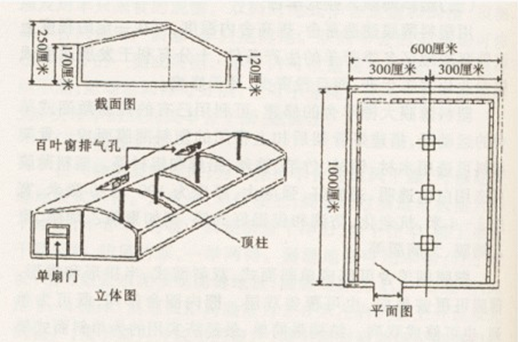 250厘米
170厘米
120厘米
截面图
600厘米
300厘米 300厘米
百叶窗排气孔
1000厘米
顶柱
单扇门
立体图
平面图